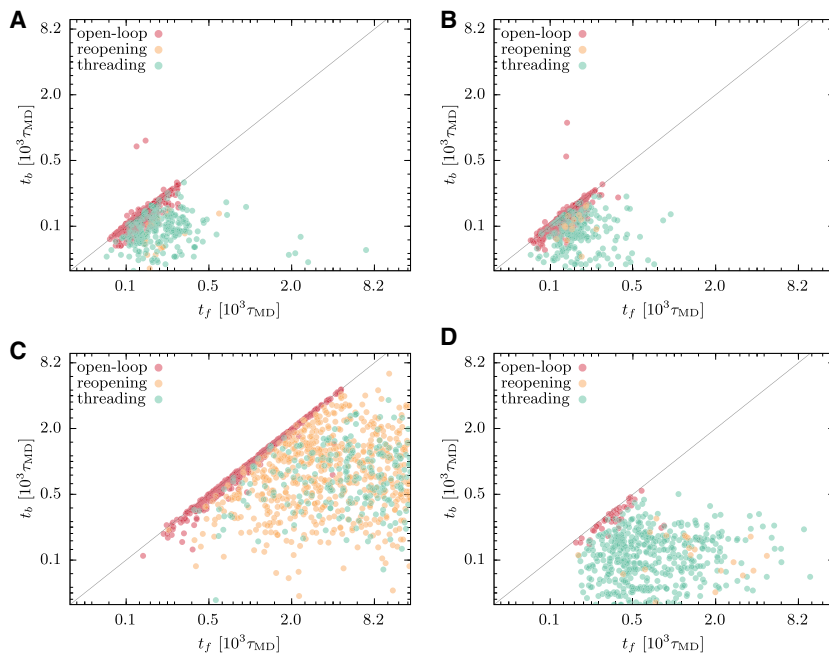 A
8.2
2.0
0.5
0.1
t_b [10^3 τ_MD]
open-loop
reopening
threading
0.1 0.5 2.0 8.2
t_f [10^3 τ_MD]
B
8.2
2.0
0.5
0.1
t_b [10^3 τ_MD]
open-loop
reopening
threading
0.1 0.5 2.0 8.2
t_f [10^3 τ_MD]
C
8.2
2.0
0.5
0.1
t_b [10^3 τ_MD]
open-loop
reopening
threading
0.1 0.5 2.0 8.2
t_f [10^3 τ_MD]
D
8.2
2.0
0.5
0.1
t_b [10^3 τ_MD]
open-loop
reopening
threading
0.1 0.5 2.0 8.2
t_f [10^3 τ_MD]